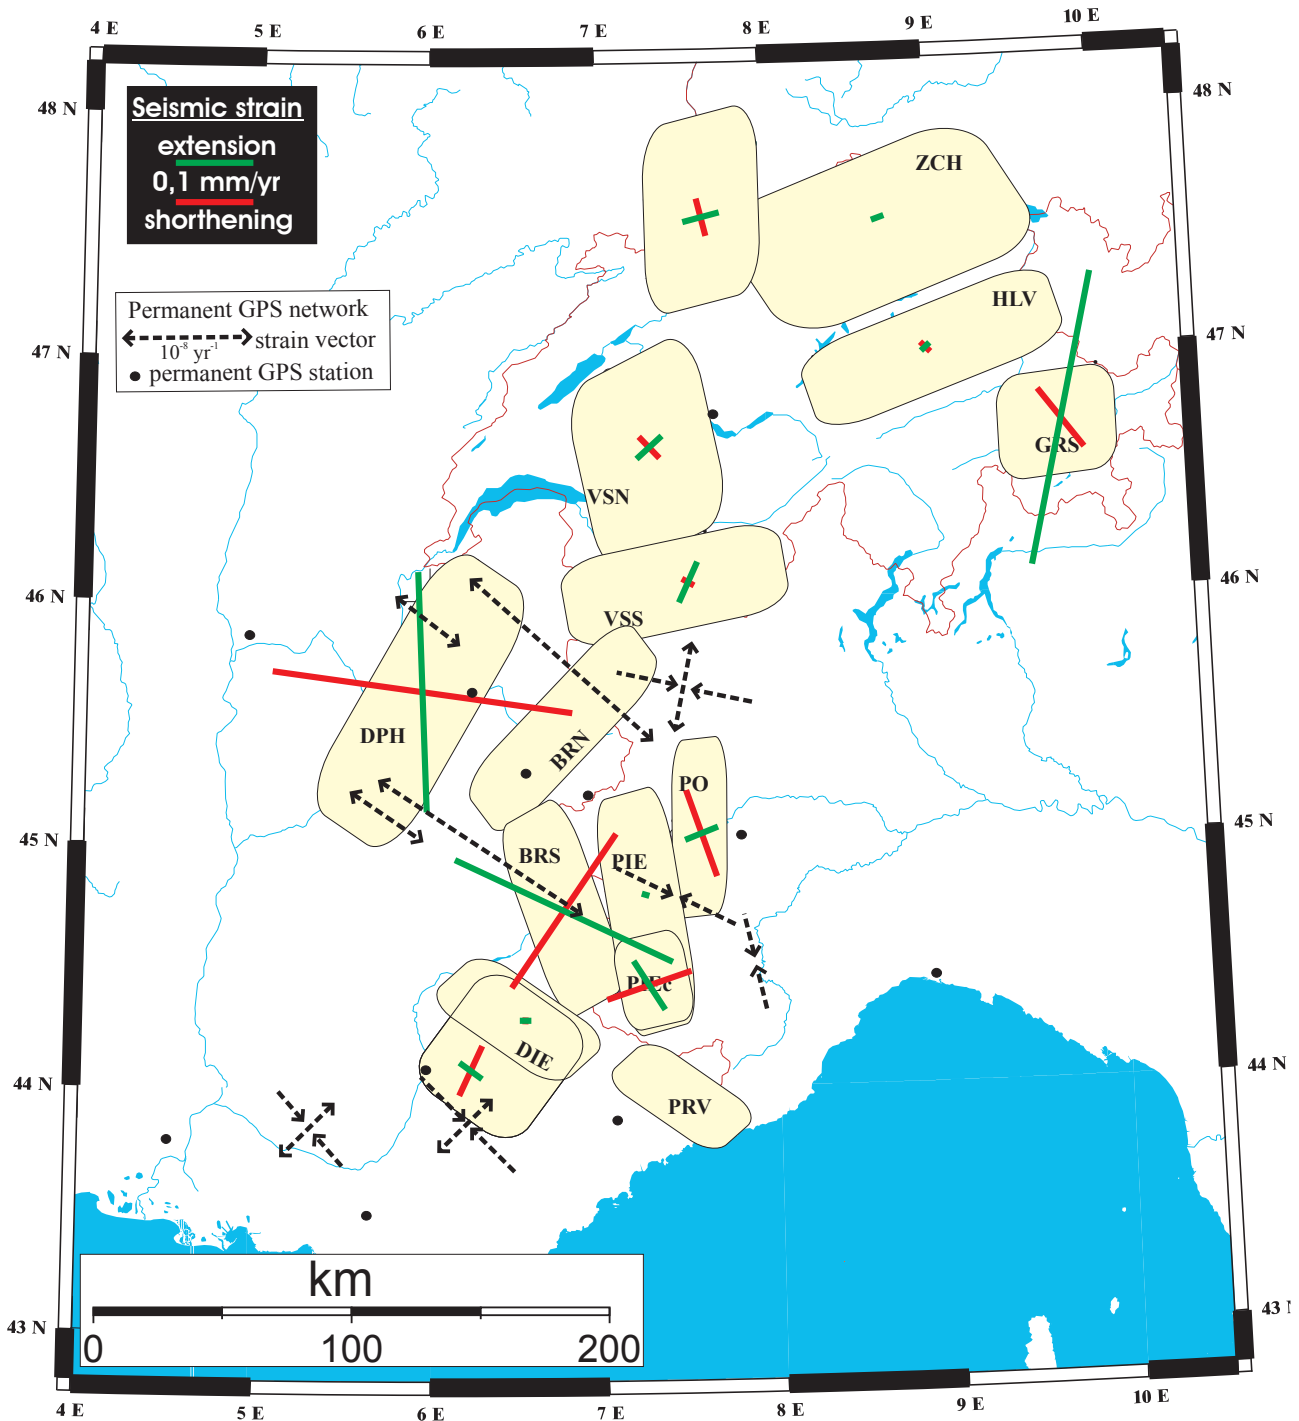 4 E
5 E
6 E
7 E
8 E
9 E
10 E
48 N
48 N
Seismic strain
extension
0,1 mm/yr
shorthening
ZCH
HLV
Permanent GPS network
strain vector
10⁻⁸ yr⁻¹
permanent GPS station
47 N
47 N
GRS
VSN
46 N
46 N
VSS
DPH
BRN
PO
45 N
45 N
BRS
PIE
PIEc
DIE
44 N
44 N
PRV
km
0
100
200
43 N
43 N
4 E
5 E
6 E
7 E
8 E
9 E
10 E